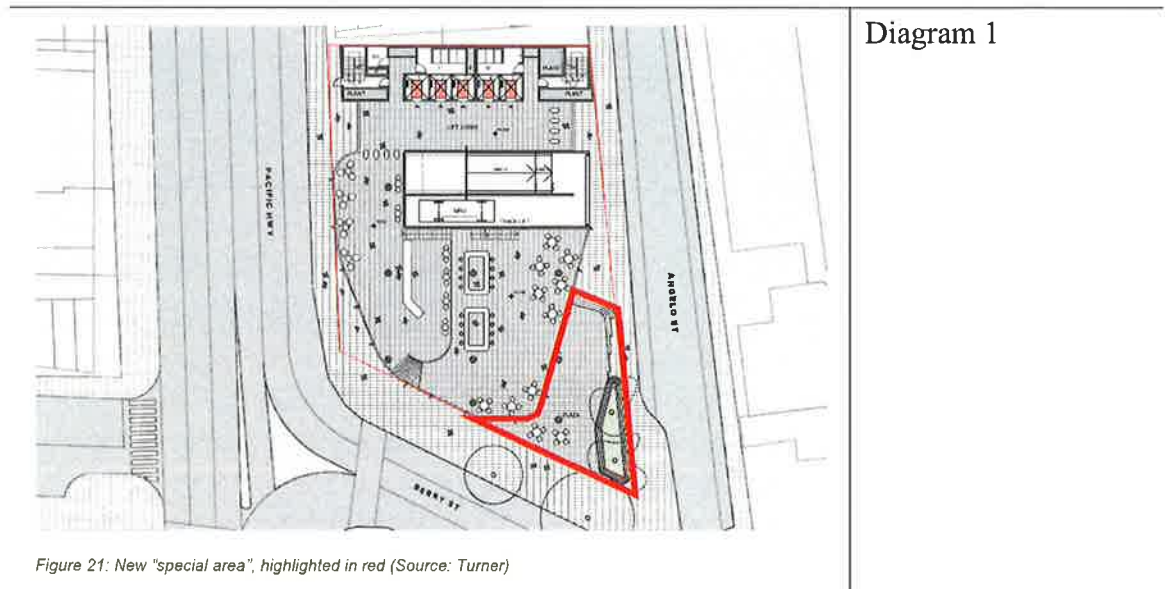 Diagram 1
PLANT
PLANT
PLANT
LIFT LOBBY
PACIFIC HWY
ANGELO ST
PLAZA
BERRY ST
Figure 21: New "special area", highlighted in red (Source: Turner)